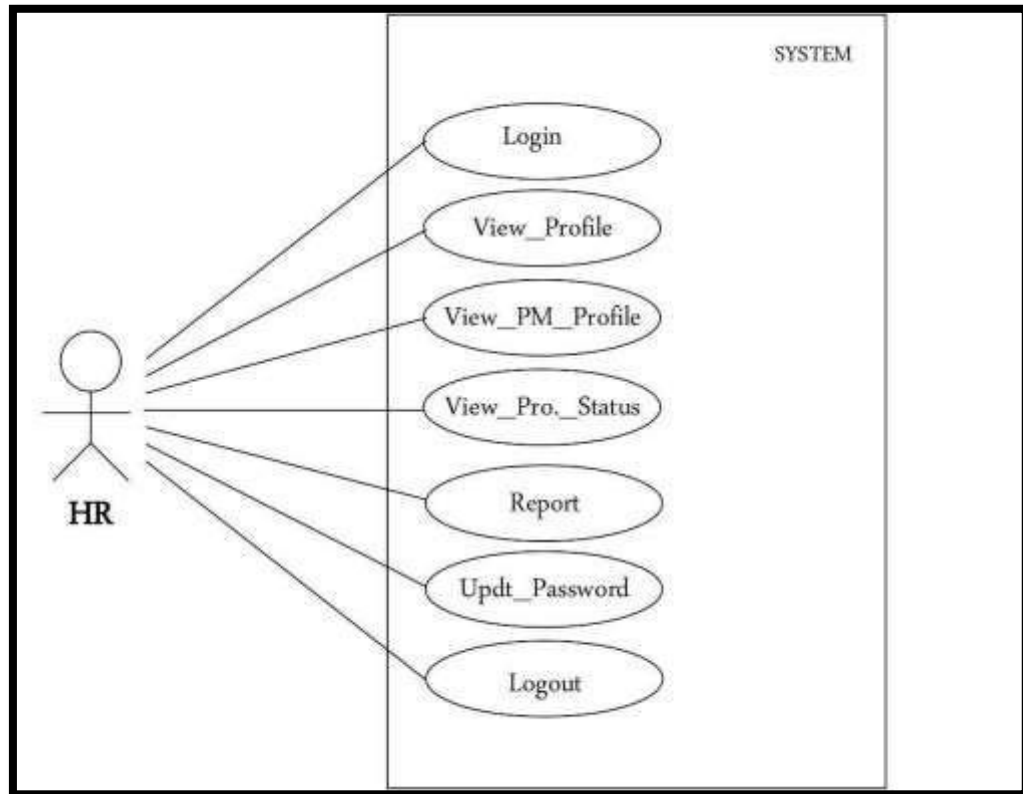 SYSTEM
Login
View_Profile
View_PM_Profile
View_Pro._Status
Report
Updt_Password
Logout
HR